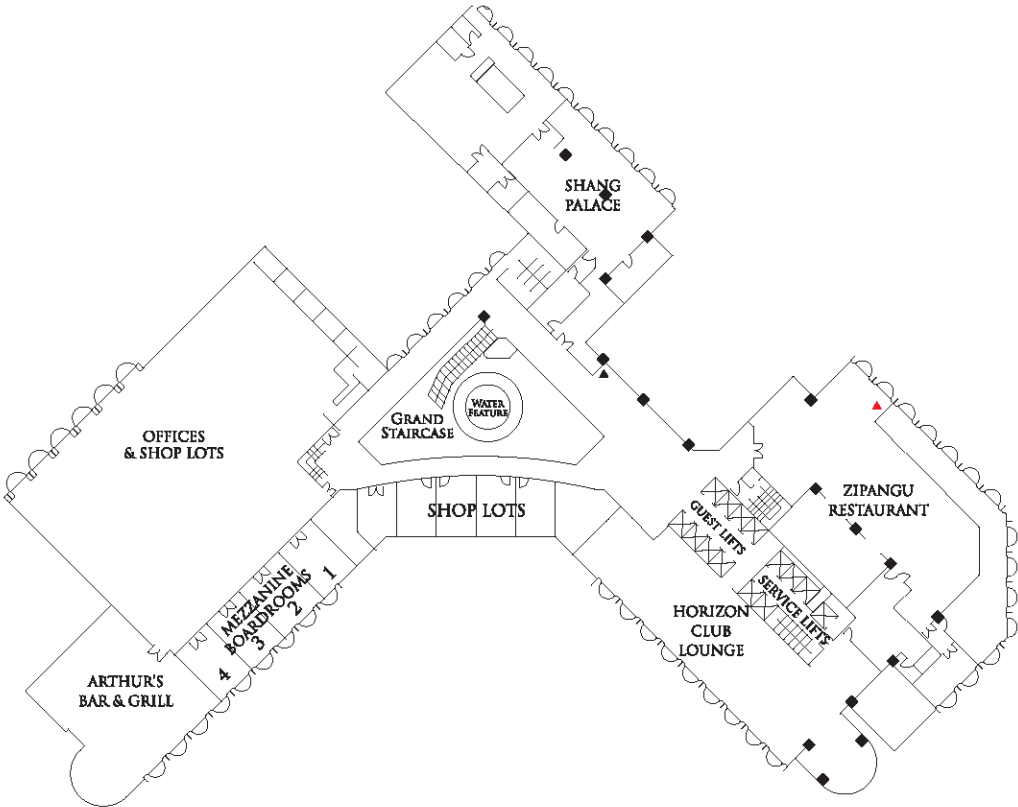 SHANG
PALACE
WATER
FEATURE
GRAND
STAIRCASE
OFFICES
& SHOP LOTS
SHOP LOTS
ZIPANGU
RESTAURANT
GUEST LIFTS
SERVICE LIFTS
HORIZON
CLUB
LOUNGE
MEZZANINE
BOARDROOMS
1
2
3
4
ARTHUR'S
BAR & GRILL